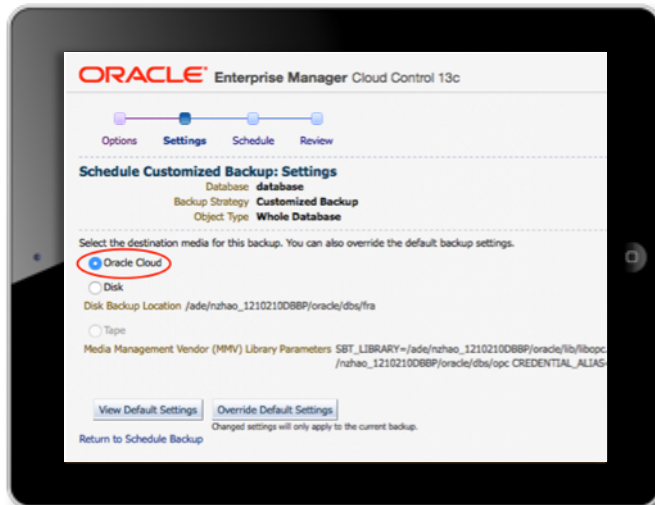 ORACLE Enterprise Manager Cloud Control 13c
Options Settings Schedule Review
Schedule Customized Backup: Settings
Database database
Backup Strategy Customized Backup
Object Type Whole Database
Select the destination media for this backup. You can also override the default backup settings.
Oracle Cloud
Disk
Disk Backup Location /ade/nzhao_1210210DBBP/oracle/dbs/fra
Tape
Media Management Vendor (MMV) Library Parameters SBT_LIBRARY=/ade/nzhao_1210210DBBP/oracle/lib/libopc.
/nzhao_1210210DBBP/oracle/dbs/opc CREDENTIAL_ALIAS=
View Default Settings Override Default Settings
Changed settings will only apply to the current backup.
Return to Schedule Backup